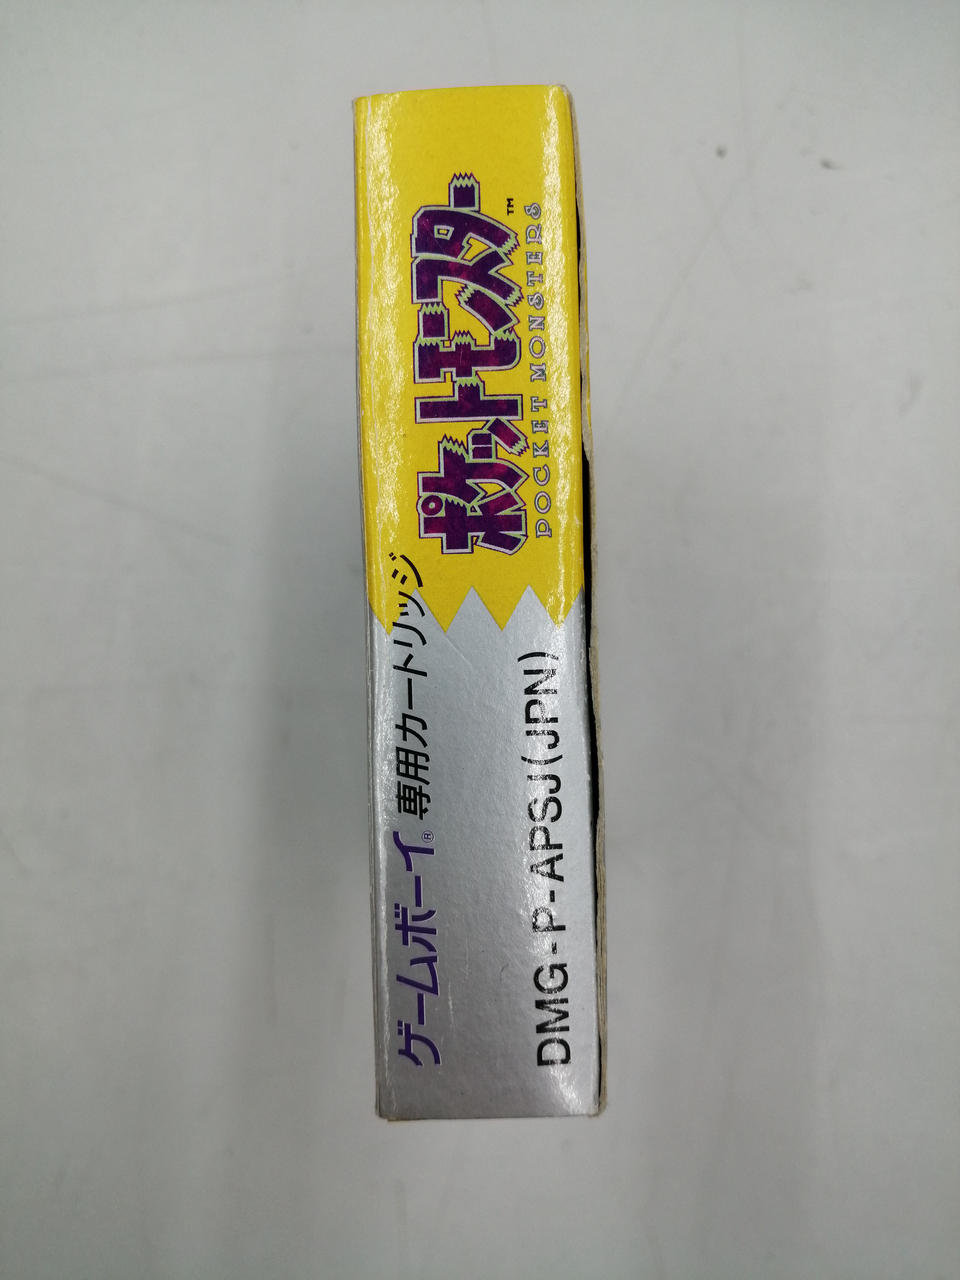 ゲームボーイ® 専用カートリッジ
DMG-P-APSJ(JPN)
ポケットモンスター™
POCKET MONSTERS